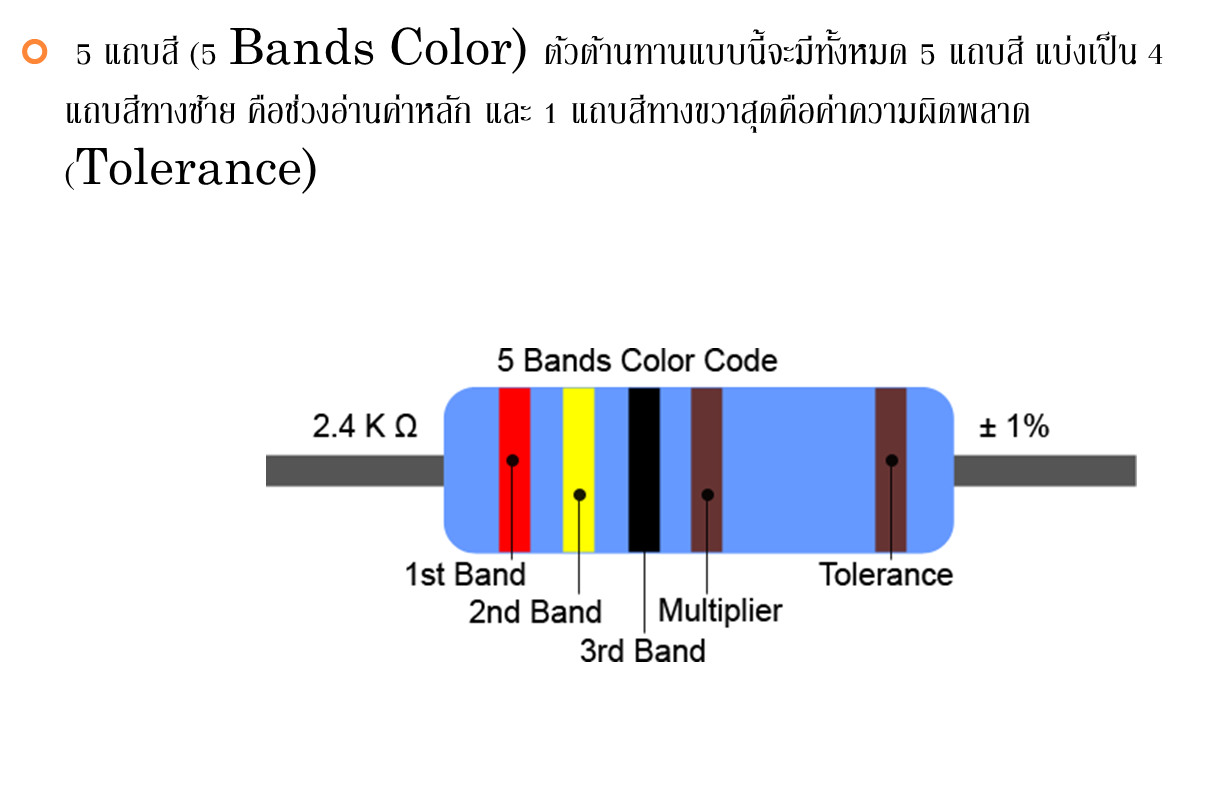 5 แถบสี (5 Bands Color) ตัวต้านทานแบบนี้จะมีทั้งหมด 5 แถบสี แบ่งเป็น 4
แถบสีทางซ้าย คือช่วงอ่านค่าหลัก และ 1 แถบสีทางขวาสุดคือค่าความผิดพลาด
(Tolerance)
5 Bands Color Code
2.4 K Ω
± 1%
1st Band
Tolerance
2nd Band
Multiplier
3rd Band